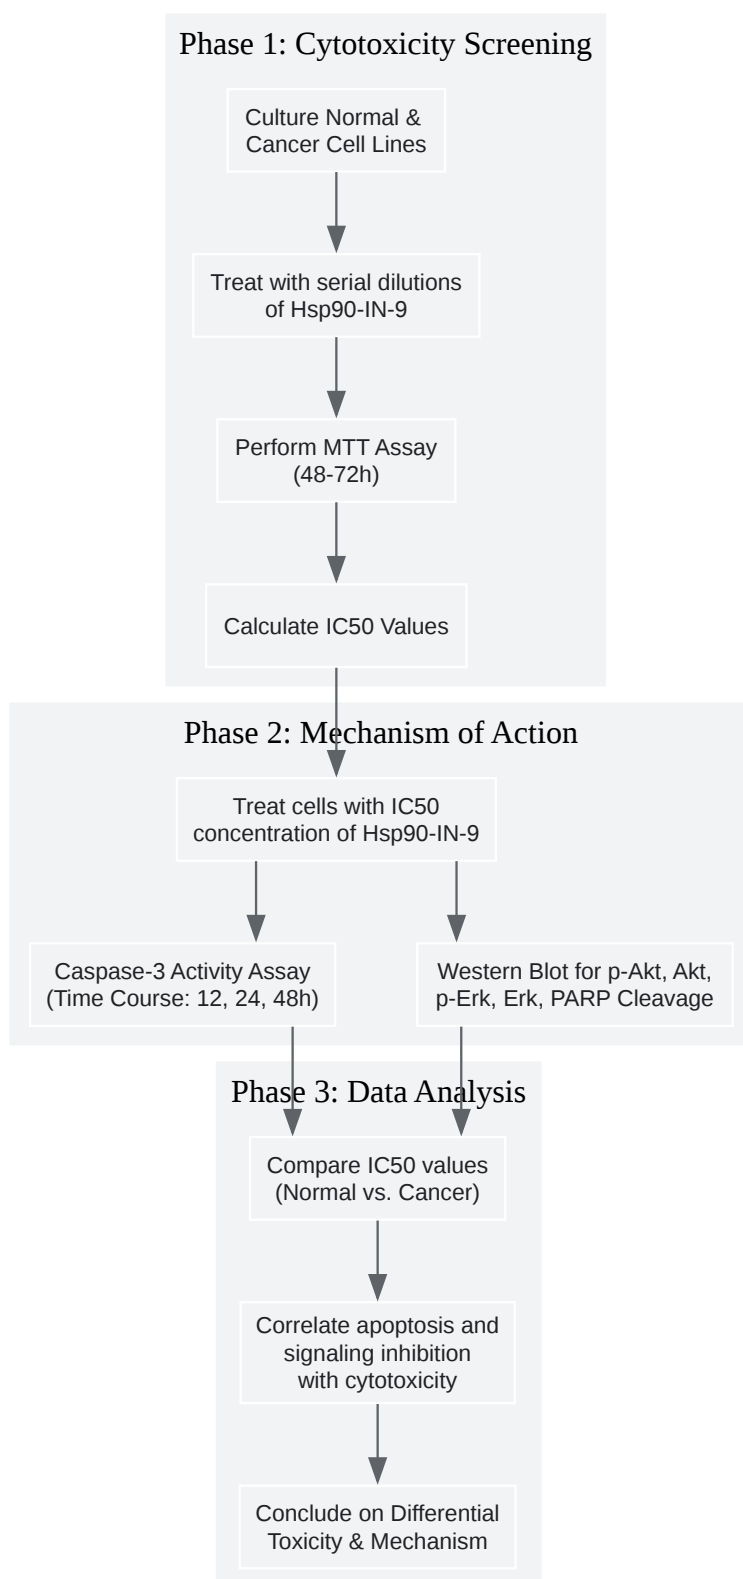 Phase 1: Cytotoxicity Screening
Culture Normal &
Cancer Cell Lines
Treat with serial dilutions
of Hsp90-IN-9
Perform MTT Assay
(48-72h)
Calculate IC50 Values
Phase 2: Mechanism of Action
Treat cells with IC50
concentration of Hsp90-IN-9
Caspase-3 Activity Assay
(Time Course: 12, 24, 48h)
Western Blot for p-Akt, Akt,
p-Erk, Erk, PARP Cleavage
Phase 3: Data Analysis
Compare IC50 values
(Normal vs. Cancer)
Correlate apoptosis and
signaling inhibition
with cytotoxicity
Conclude on Differential
Toxicity & Mechanism